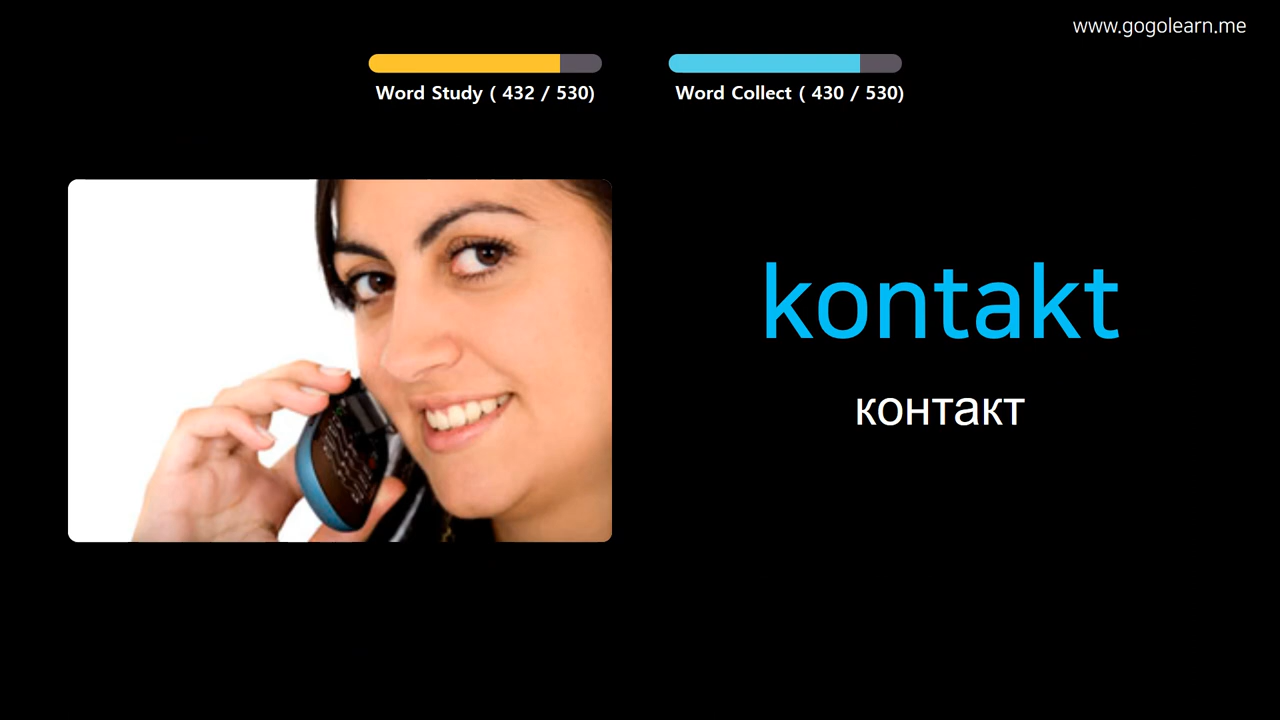 www.gogolearn.me
Word Study ( 432 / 530)
Word Collect ( 430 / 530)
kontakt
контакт